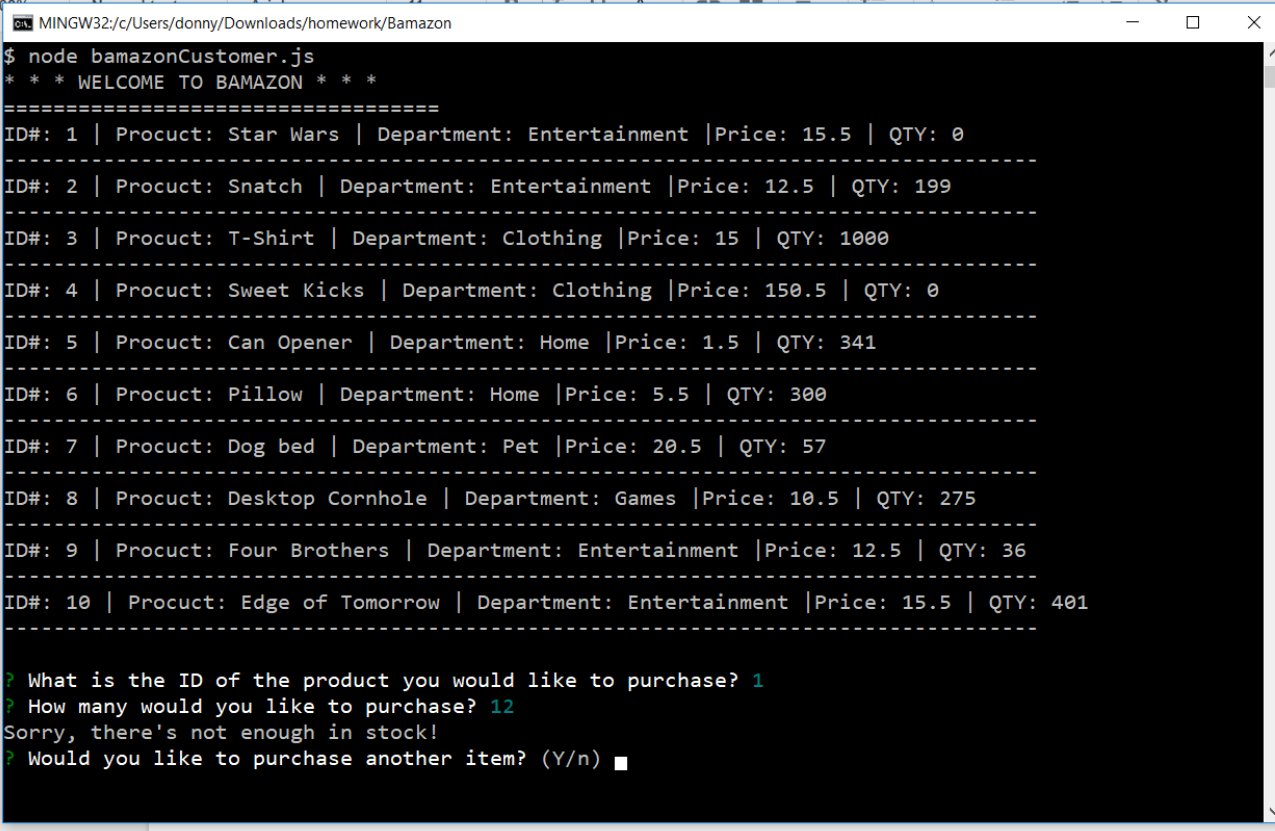 MINGW32:/c/Users/donny/Downloads/homework/Bamazon
$ node bamazonCustomer.js
* * * WELCOME TO BAMAZON * * *
===================================
ID#: 1 | Procuct: Star Wars | Department: Entertainment |Price: 15.5 | QTY: 0
-----------------------------------------------------------------------------------
ID#: 2 | Procuct: Snatch | Department: Entertainment |Price: 12.5 | QTY: 199
-----------------------------------------------------------------------------------
ID#: 3 | Procuct: T-Shirt | Department: Clothing |Price: 15 | QTY: 1000
-----------------------------------------------------------------------------------
ID#: 4 | Procuct: Sweet Kicks | Department: Clothing |Price: 150.5 | QTY: 0
-----------------------------------------------------------------------------------
ID#: 5 | Procuct: Can Opener | Department: Home |Price: 1.5 | QTY: 341
-----------------------------------------------------------------------------------
ID#: 6 | Procuct: Pillow | Department: Home |Price: 5.5 | QTY: 300
-----------------------------------------------------------------------------------
ID#: 7 | Procuct: Dog bed | Department: Pet |Price: 20.5 | QTY: 57
-----------------------------------------------------------------------------------
ID#: 8 | Procuct: Desktop Cornhole | Department: Games |Price: 10.5 | QTY: 275
-----------------------------------------------------------------------------------
ID#: 9 | Procuct: Four Brothers | Department: Entertainment |Price: 12.5 | QTY: 36
-----------------------------------------------------------------------------------
ID#: 10 | Procuct: Edge of Tomorrow | Department: Entertainment |Price: 15.5 | QTY: 401
-----------------------------------------------------------------------------------
? What is the ID of the product you would like to purchase? 1
? How many would you like to purchase? 12
Sorry, there's not enough in stock!
? Would you like to purchase another item? (Y/n)